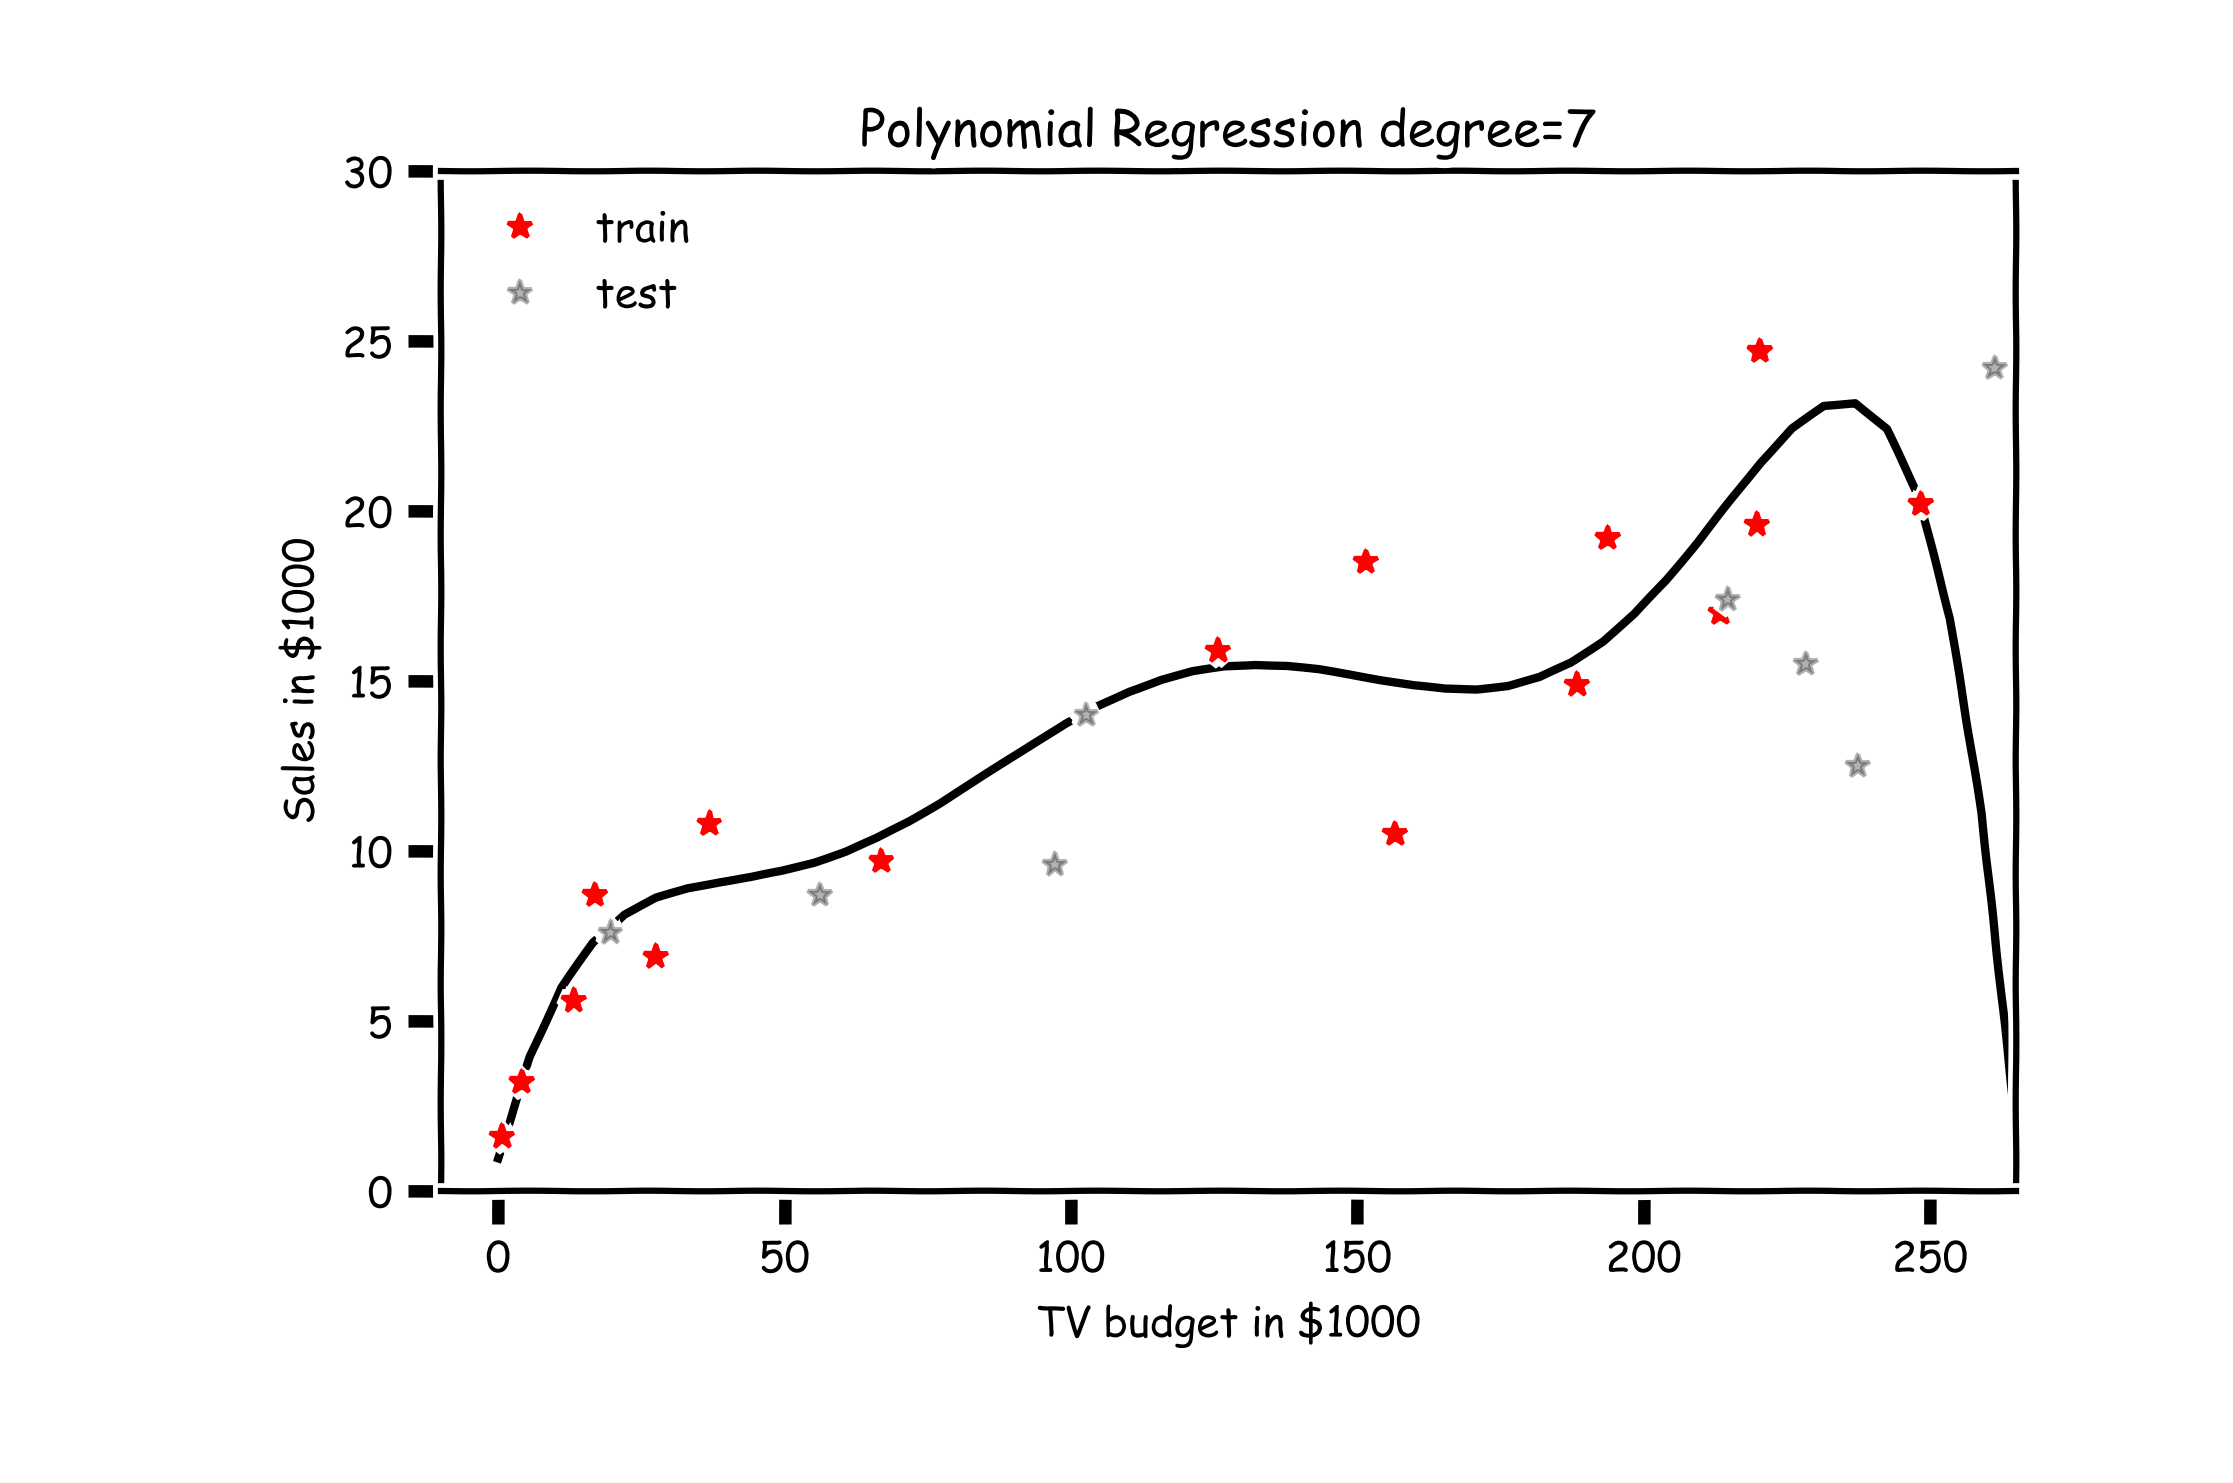 Polynomial Regression degree=7
train
test
30
25
20
15
10
5
0
Sales in $1000
0 50 100 150 200 250
TV budget in $1000